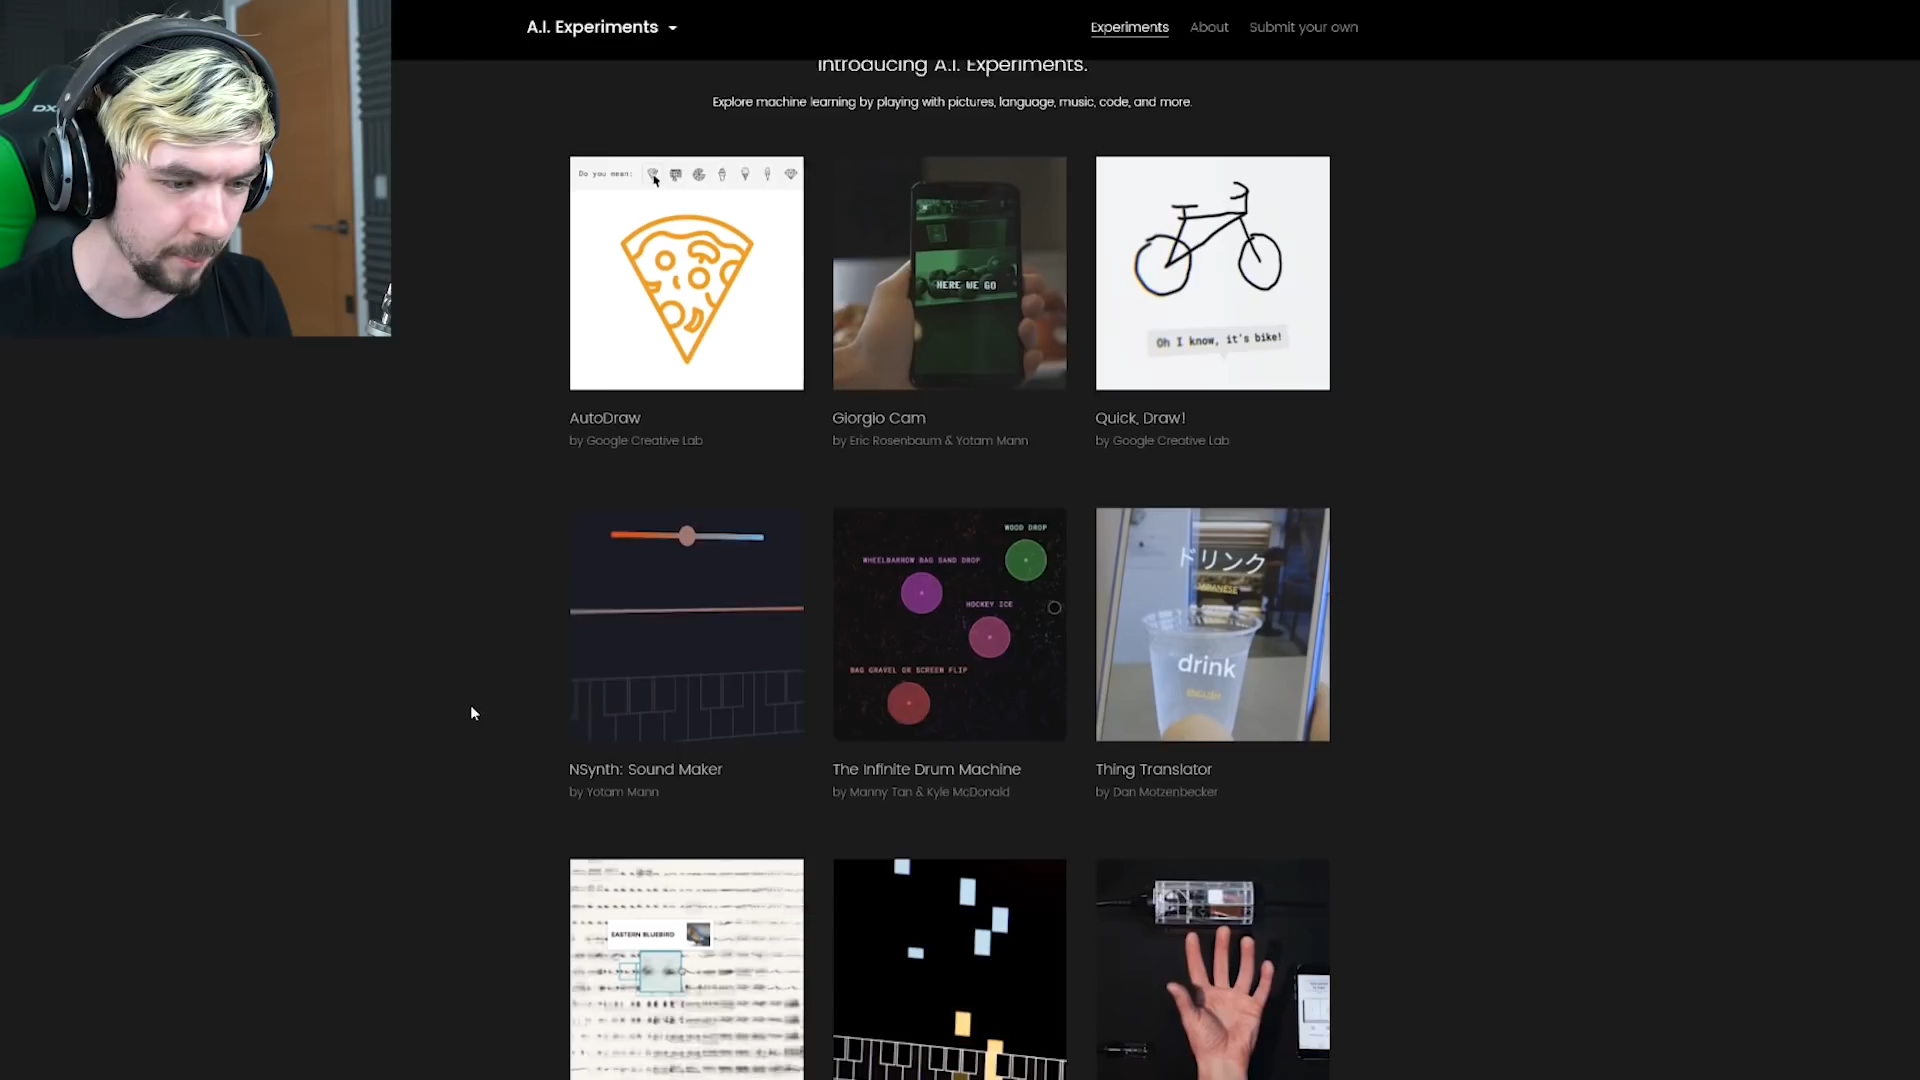 DX
A.I. Experiments
Experiments
About
Submit your own
Introducing A.I. Experiments.
Explore machine learning by playing with pictures, language, music, code, and more.
Do you mean:
HERE WE GO
Oh I know, it's bike!
AutoDraw
by Google Creative Lab
Giorgio Cam
by Eric Rosenbaum & Yotam Mann
Quick, Draw!
by Google Creative Lab
WOOD DROP
WHEELBARROW BAG SAND DROP
HOCKEY ICE
BAG GRAVEL OR SCREEN FLIP
ドリンク
JAPANESE
drink
ENGLISH
NSynth: Sound Maker
by Yotam Mann
The Infinite Drum Machine
by Manny Tan & Kyle McDonald
Thing Translator
by Dan Motzenbecker
EASTERN BLUEBIRD